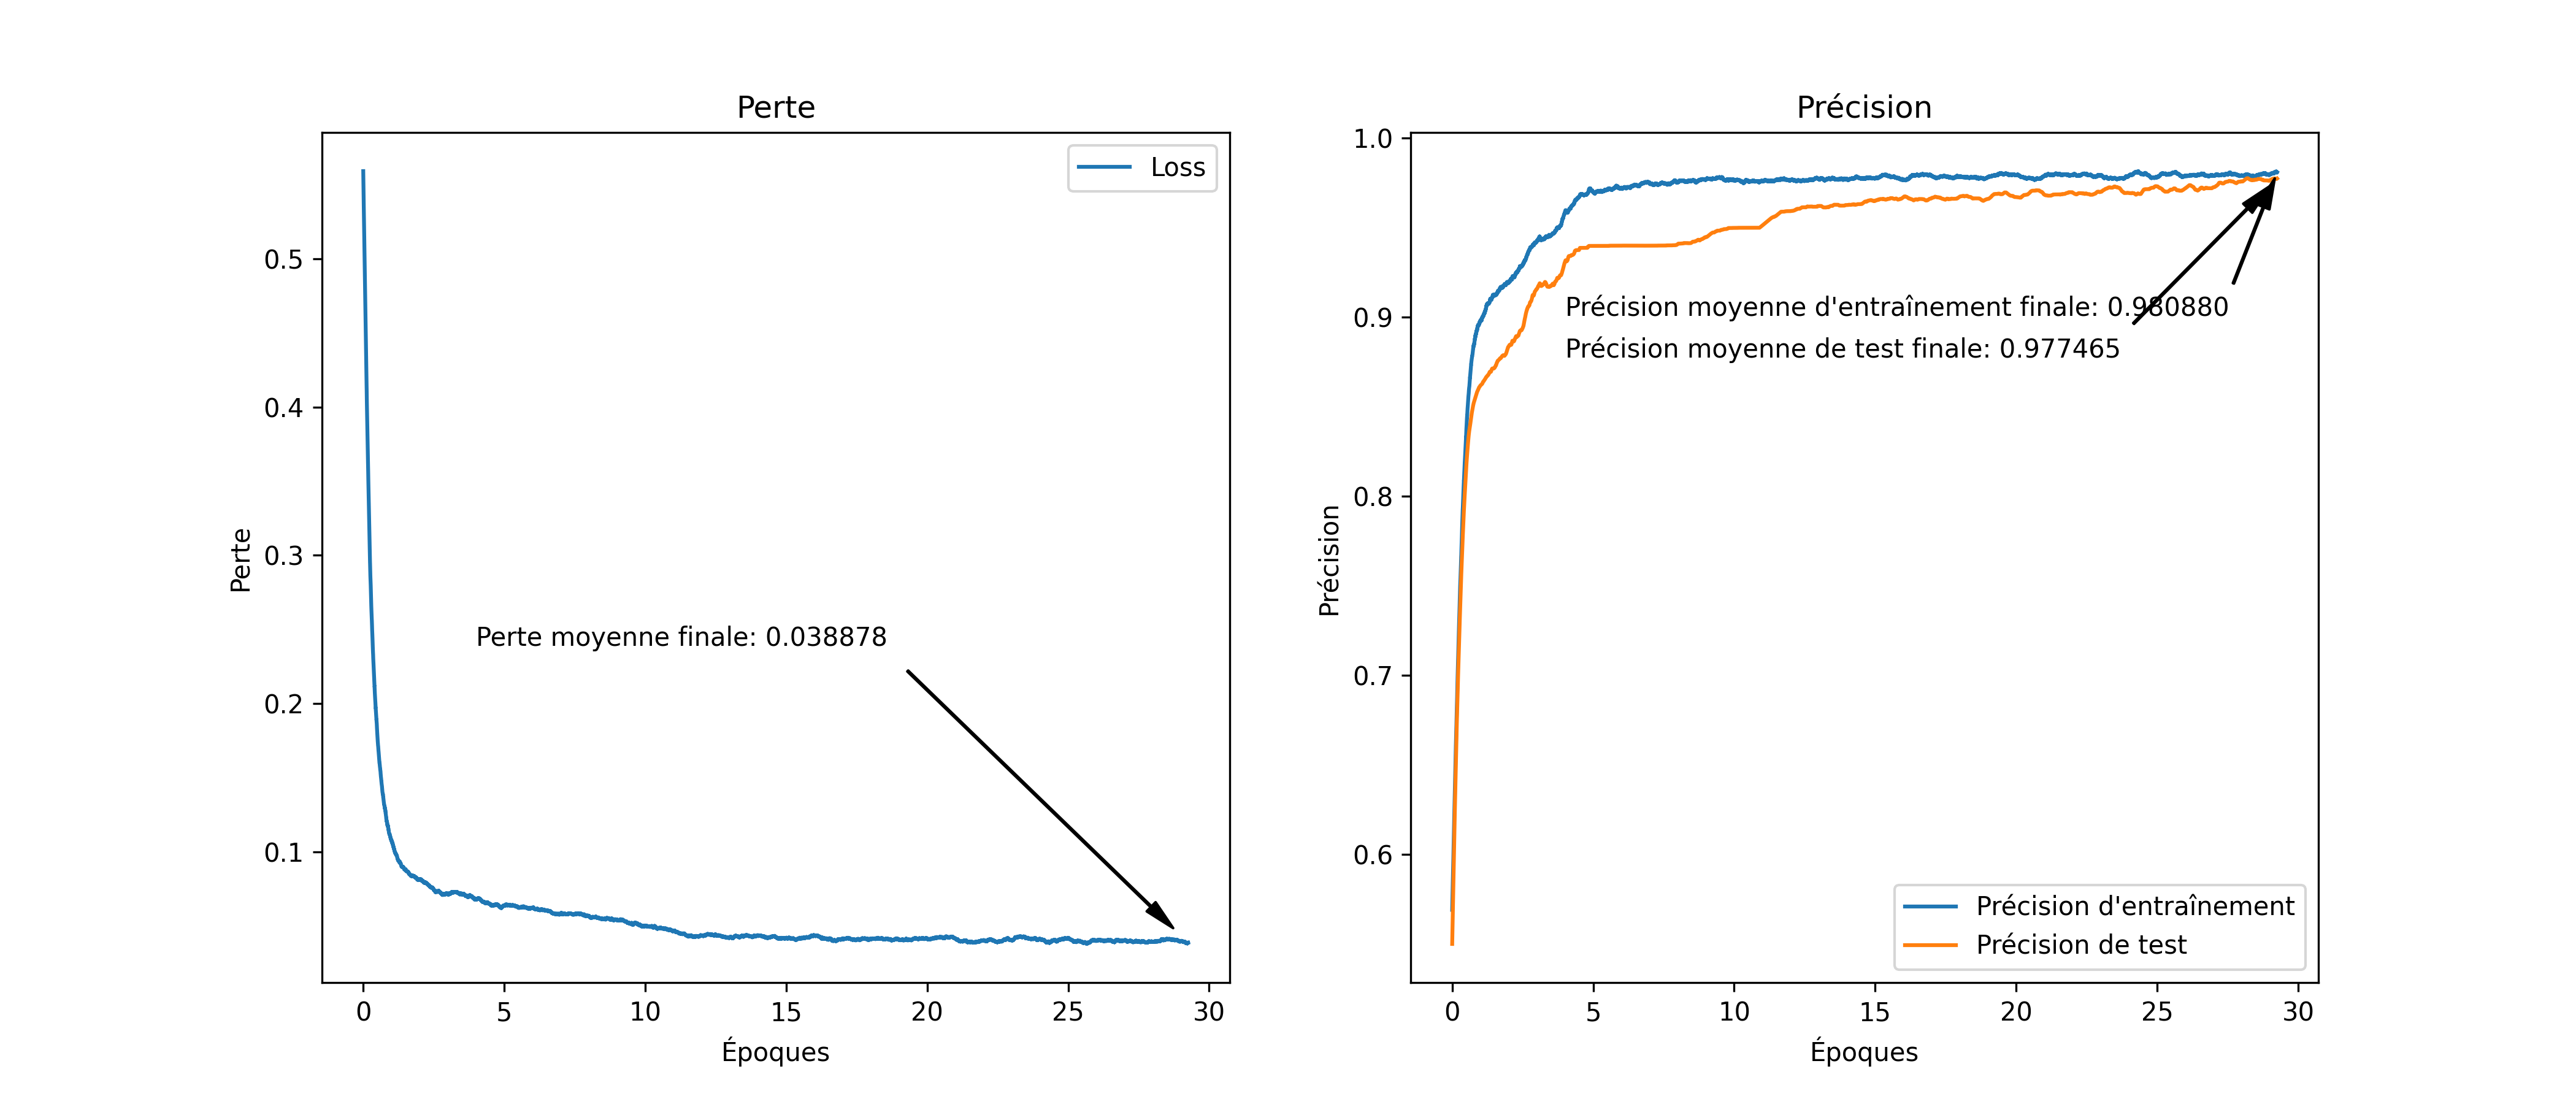 Perte
Loss
0.5
0.4
0.3
0.2
0.1
Perte
Perte moyenne finale: 0.038878
0 5 10 15 20 25 30
Époques
Précision
1.0
0.9
0.8
0.7
0.6
Précision
Précision moyenne d'entraînement finale: 0.980880
Précision moyenne de test finale: 0.977465
Précision d'entraînement
Précision de test
0 5 10 15 20 25 30
Époques